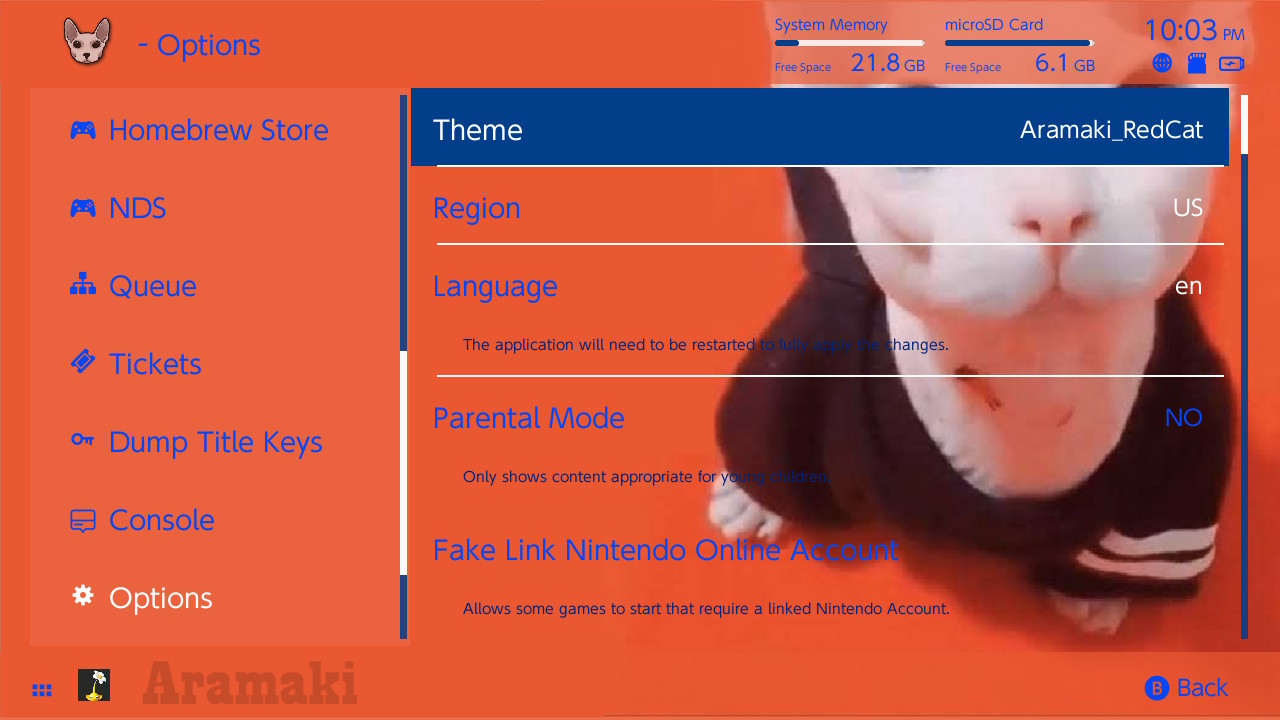 - Options
System Memory
Free Space 21.8 GB
microSD Card
Free Space 6.1 GB
10:03 PM
Homebrew Store
NDS
Queue
Tickets
Dump Title Keys
Console
Options
Theme Aramaki_RedCat
Region US
Language en
The application will need to be restarted to fully apply the changes.
Parental Mode NO
Only shows content appropriate for young children.
Fake Link Nintendo Online Account
Allows some games to start that require a linked Nintendo Account.
Aramaki
B Back